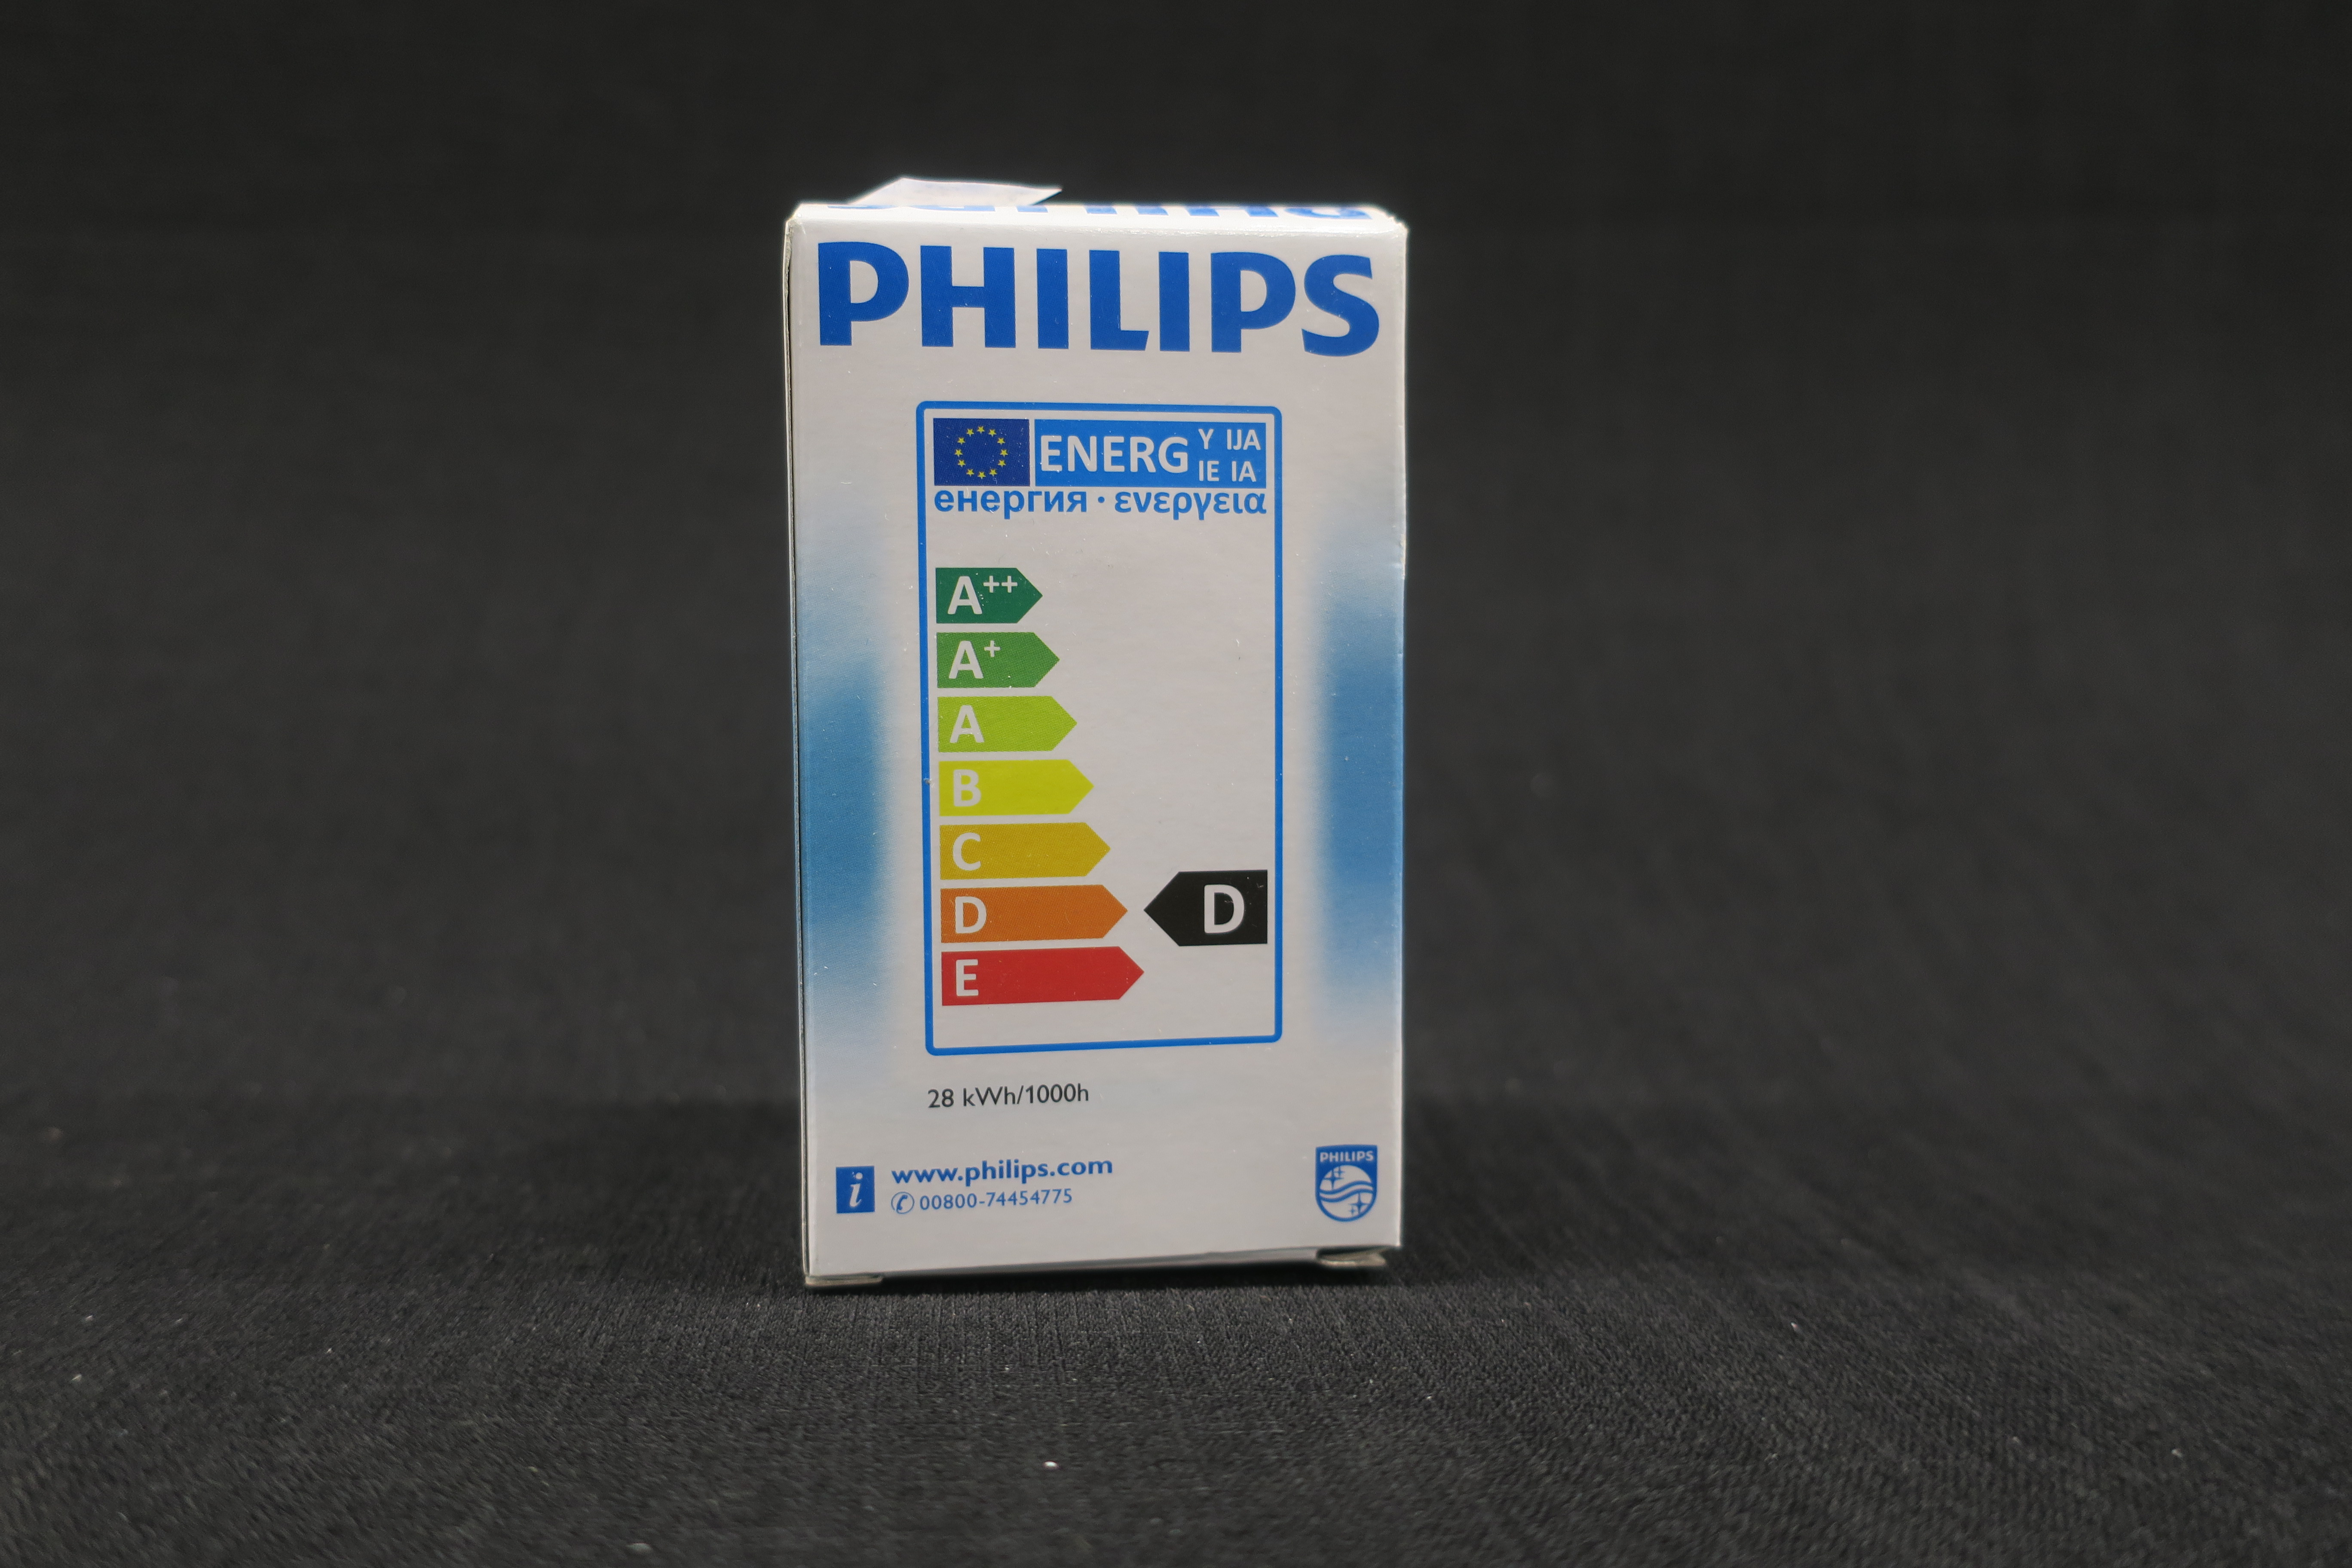 PHILIPS
ENERG Y IJA
IE IA
енергия · ενεργεια
A++
A+
A
B
C
D D
E
28 kWh/1000h
i www.philips.com
00800-74454775
PHILIPS